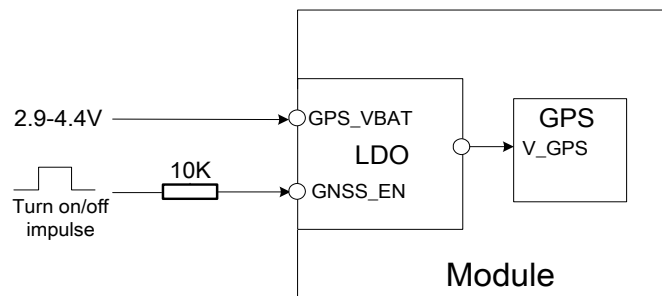 2.9-4.4V
GPS_VBAT
GPS
V_GPS
LDO
10K
GNSS_EN
Turn on/off
impulse
Module